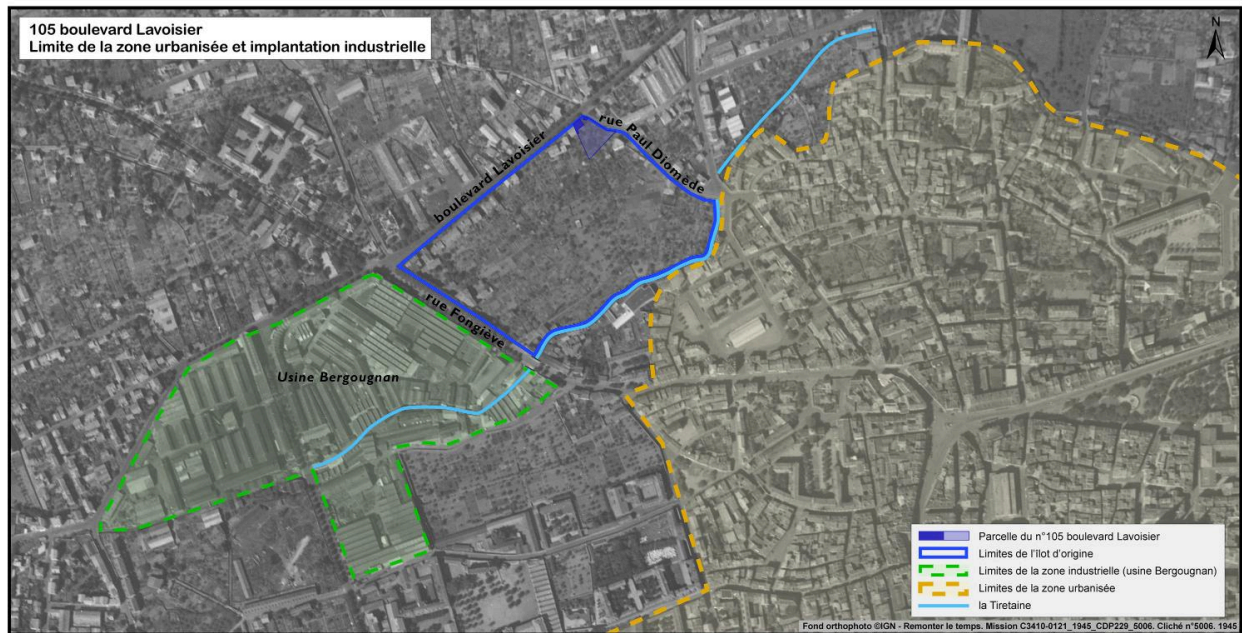 105 boulevard Lavoisier
Limite de la zone urbanisée et implantation industrielle
N
rue Paul Diomède
boulevard Lavoisier
rue Fongiève
Usine Bergougnan
Parcelle du n°105 boulevard Lavoisier
Limites de l'îlot d'origine
Limites de la zone industrielle (usine Bergougnan)
Limites de la zone urbanisée
la Tiretaine
Fond orthophoto ©IGN - Remonter le temps. Mission C3410-0121_1945_CDP229_5006. Cliché n°5006. 1945